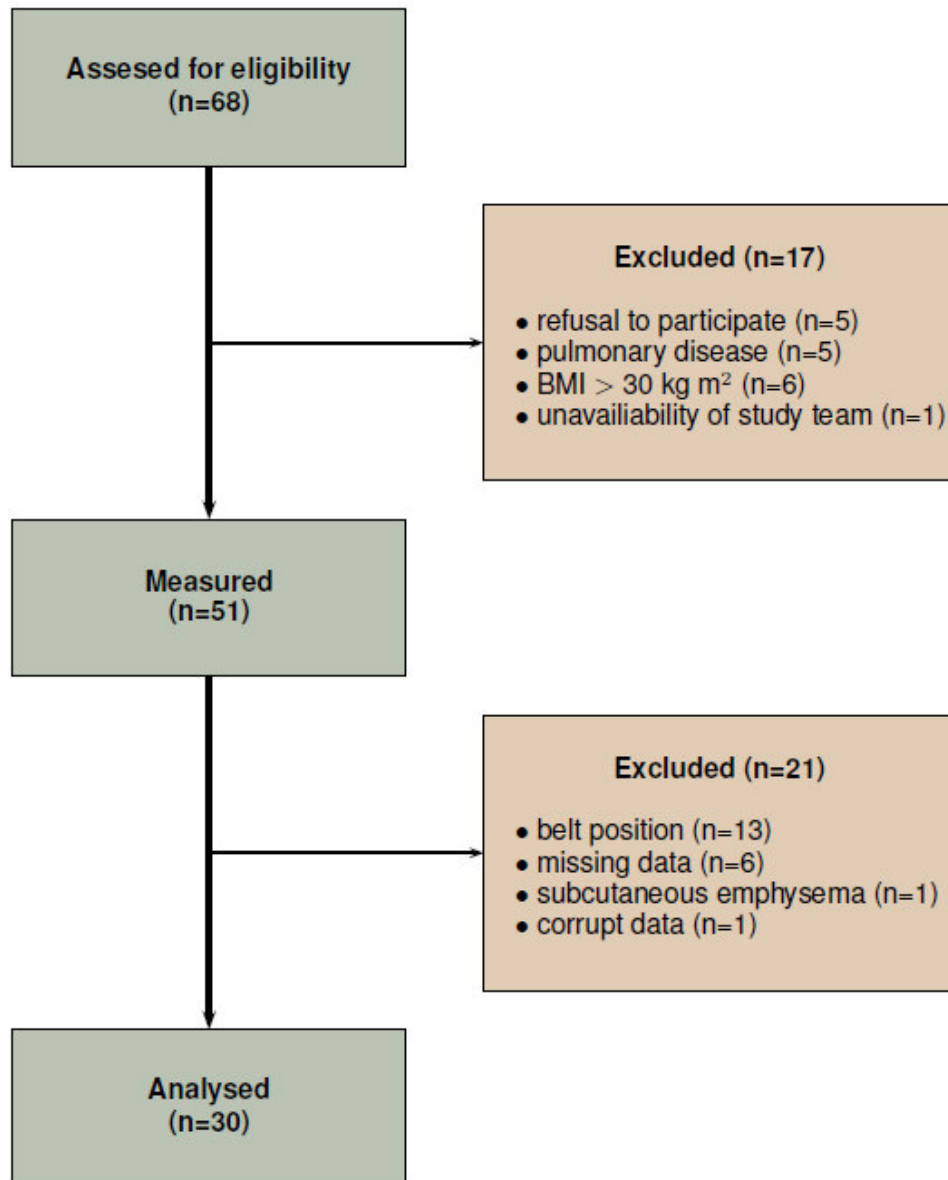 Assesed for eligibility
(n=68)
Excluded (n=17)
• refusal to participate (n=5)
• pulmonary disease (n=5)
• BMI > 30 kg m² (n=6)
• unavailiability of study team (n=1)
Measured
(n=51)
Excluded (n=21)
• belt position (n=13)
• missing data (n=6)
• subcutaneous emphysema (n=1)
• corrupt data (n=1)
Analysed
(n=30)